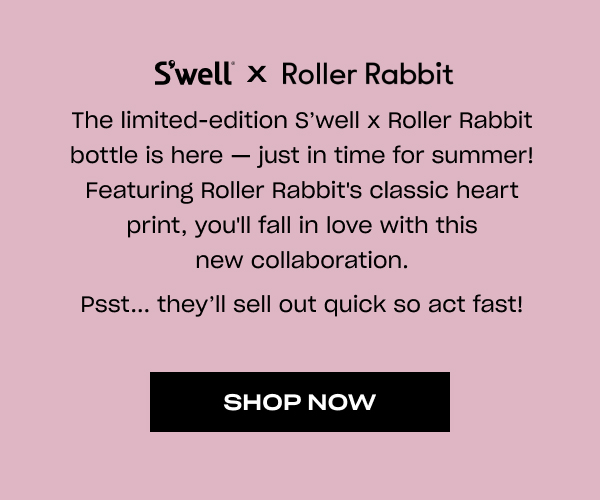 S'well® x Roller Rabbit
The limited-edition S’well x Roller Rabbit
bottle is here — just in time for summer!
Featuring Roller Rabbit's classic heart
print, you'll fall in love with this
new collaboration.
Psst... they’ll sell out quick so act fast!
SHOP NOW